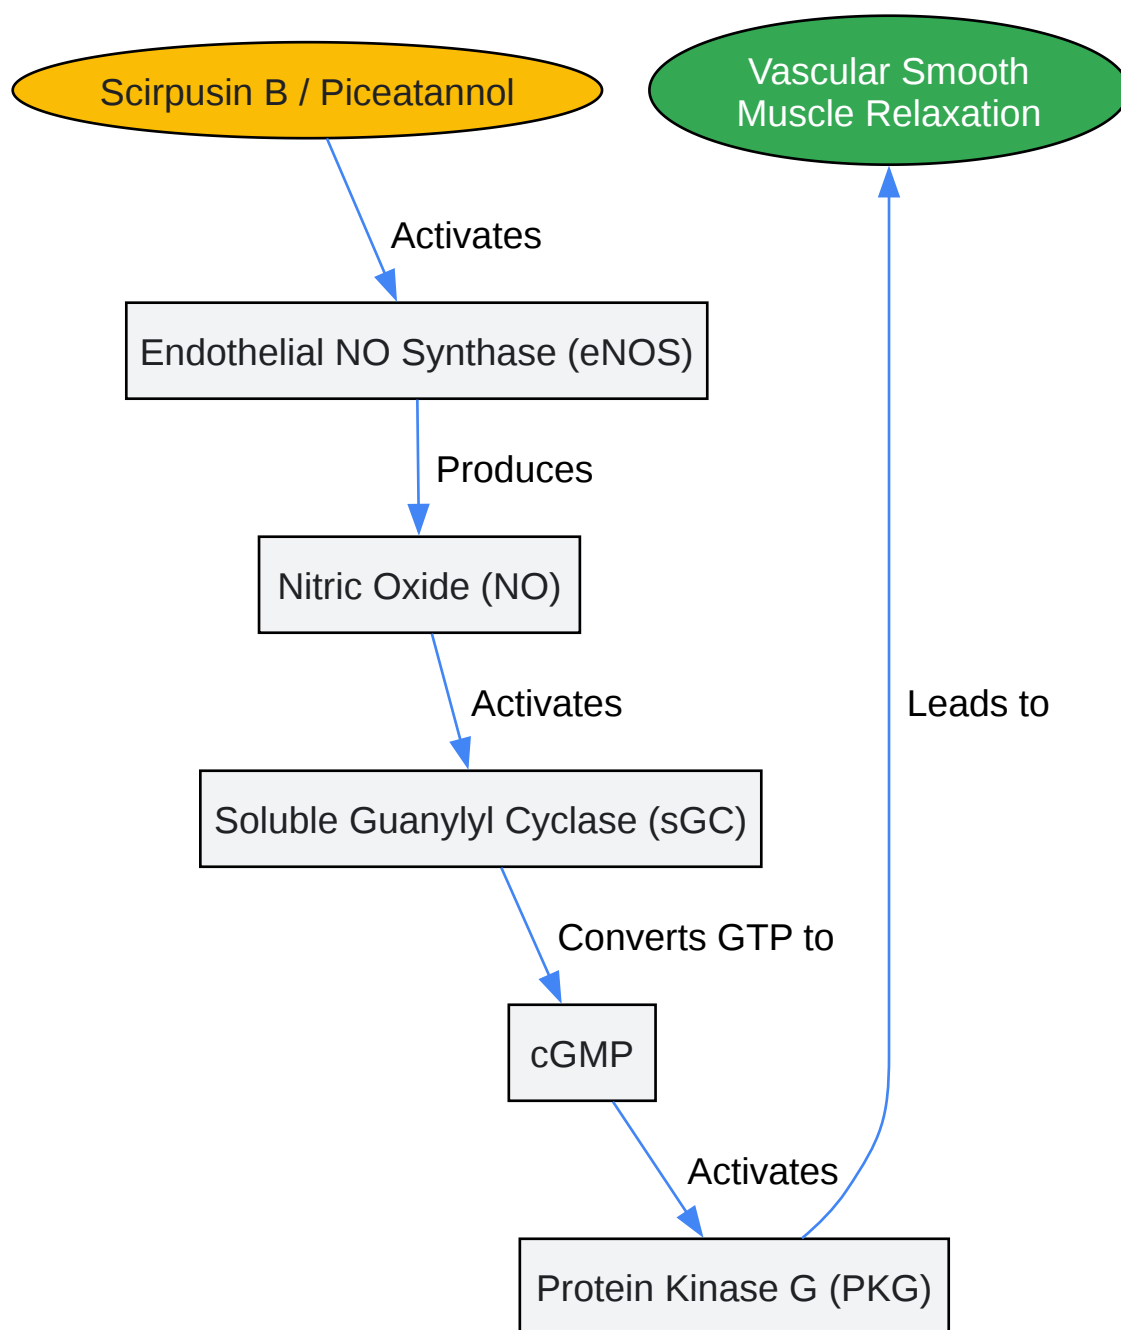 Scirpusin B / Piceatannol
Vascular Smooth
Muscle Relaxation
Activates
Endothelial NO Synthase (eNOS)
Produces
Nitric Oxide (NO)
Activates
Leads to
Soluble Guanylyl Cyclase (sGC)
Converts GTP to
cGMP
Activates
Protein Kinase G (PKG)